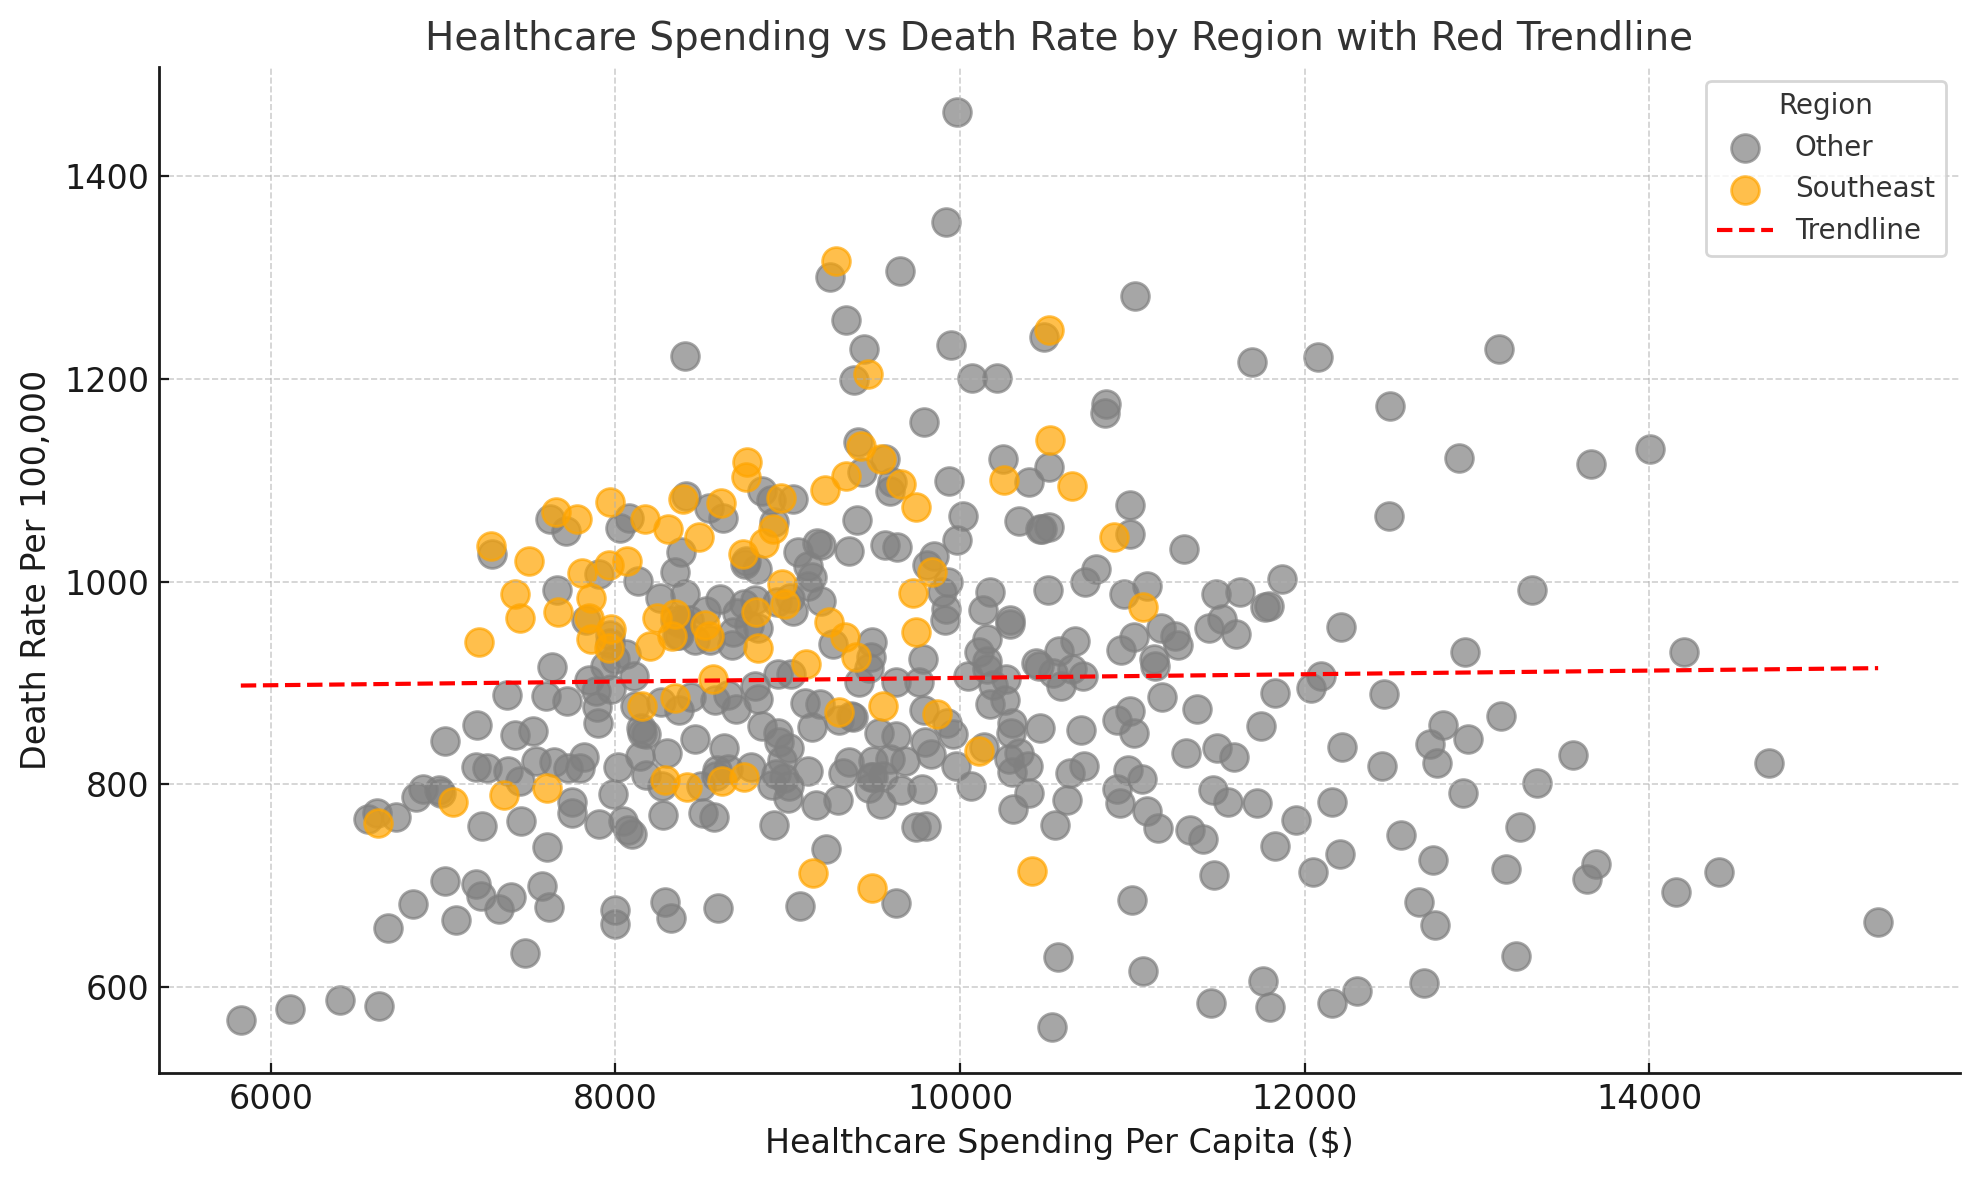 Healthcare Spending vs Death Rate by Region with Red Trendline
Region
Other
Southeast
Trendline
Death Rate Per 100,000
1400
1200
1000
800
600
6000 8000 10000 12000 14000
Healthcare Spending Per Capita ($)